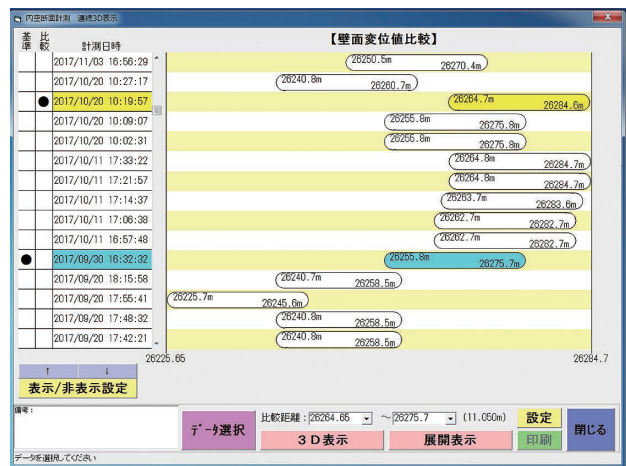 内空断面計測 連続3D表示
基準 比較 計測日時 【壁面変位値比較】
2017/11/03 16:56:29 26250.5m 26270.4m
2017/10/20 10:27:17 26240.8m 26260.7m
● 2017/10/20 10:19:57 26264.7m 26284.6m
2017/10/20 10:09:07 26255.8m 26275.8m
2017/10/20 10:02:31 26255.8m 26275.8m
2017/10/11 17:33:22 26264.8m 26284.7m
2017/10/11 17:21:57 26264.8m 26284.7m
2017/10/11 17:14:37 26263.7m 26283.6m
2017/10/11 17:06:38 26262.7m 26282.7m
2017/10/11 16:57:48 26262.7m 26282.7m
● 2017/09/30 16:32:32 26255.8m 26275.7m
2017/09/20 18:15:58 26240.7m 26258.5m
2017/09/20 17:55:41 26225.7m 26245.6m
2017/09/20 17:48:32 26240.8m 26258.5m
2017/09/20 17:42:21 26240.8m 26258.5m
26225.65 26284.7
↑ ↓
表示/非表示設定
備考:
データ選択
比較距離:26264.65 ~26275.7 (11.050m)
設定
閉じる
3D表示 展開表示 印刷
データを選択してください